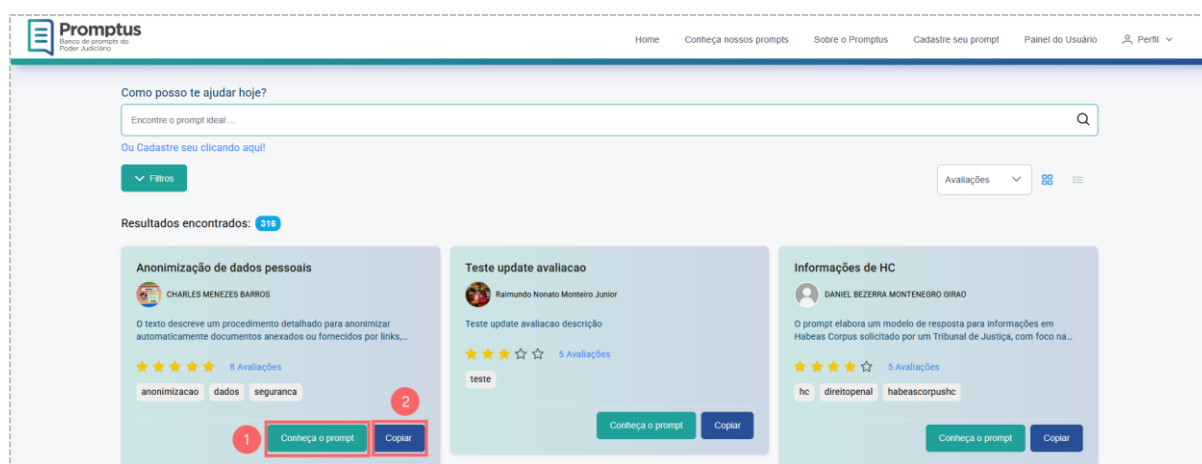 Promptus
Banco de prompts do
Poder Judiciário
Home
Conheça nossos prompts
Sobre o Promptus
Cadastre seu prompt
Painel do Usuário
Perfil
Como posso te ajudar hoje?
Encontre o prompt ideal ...
Ou Cadastre seu clicando aqui!
Filtros
Avaliações
Resultados encontrados: 316
Anonimização de dados pessoais
CHARLES MENEZES BARROS
O texto descreve um procedimento detalhado para anonimizar
automaticamente documentos anexados ou fornecidos por links,...
8 Avaliações
anonimizacao dados seguranca
1
Conheça o prompt
2
Copiar
Teste update avaliacao
Raimundo Nonato Monteiro Junior
Teste update avaliacao descrição
5 Avaliações
teste
Conheça o prompt
Copiar
Informações de HC
DANIEL BEZERRA MONTENEGRO GIRAO
O prompt elabora um modelo de resposta para informações em
Habeas Corpus solicitado por um Tribunal de Justiça, com foco na...
5 Avaliações
hc direitopenal habeascorpushc
Conheça o prompt
Copiar